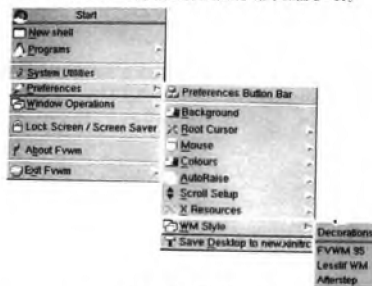 Start
New shell
Programs
System Utilities
Preferences
Window Operations
Lock Screen / Screen Saver
About Fvwm
Exit Fvwm
Preferences Button Bar
Background
Root Cursor
Mouse
Colours
AutoRaise
Scroll Setup
X Resources
WM Style
Save Desktop to new.xinitrc
Decorations
FVWM 95
Lesstif WM
Afterstep